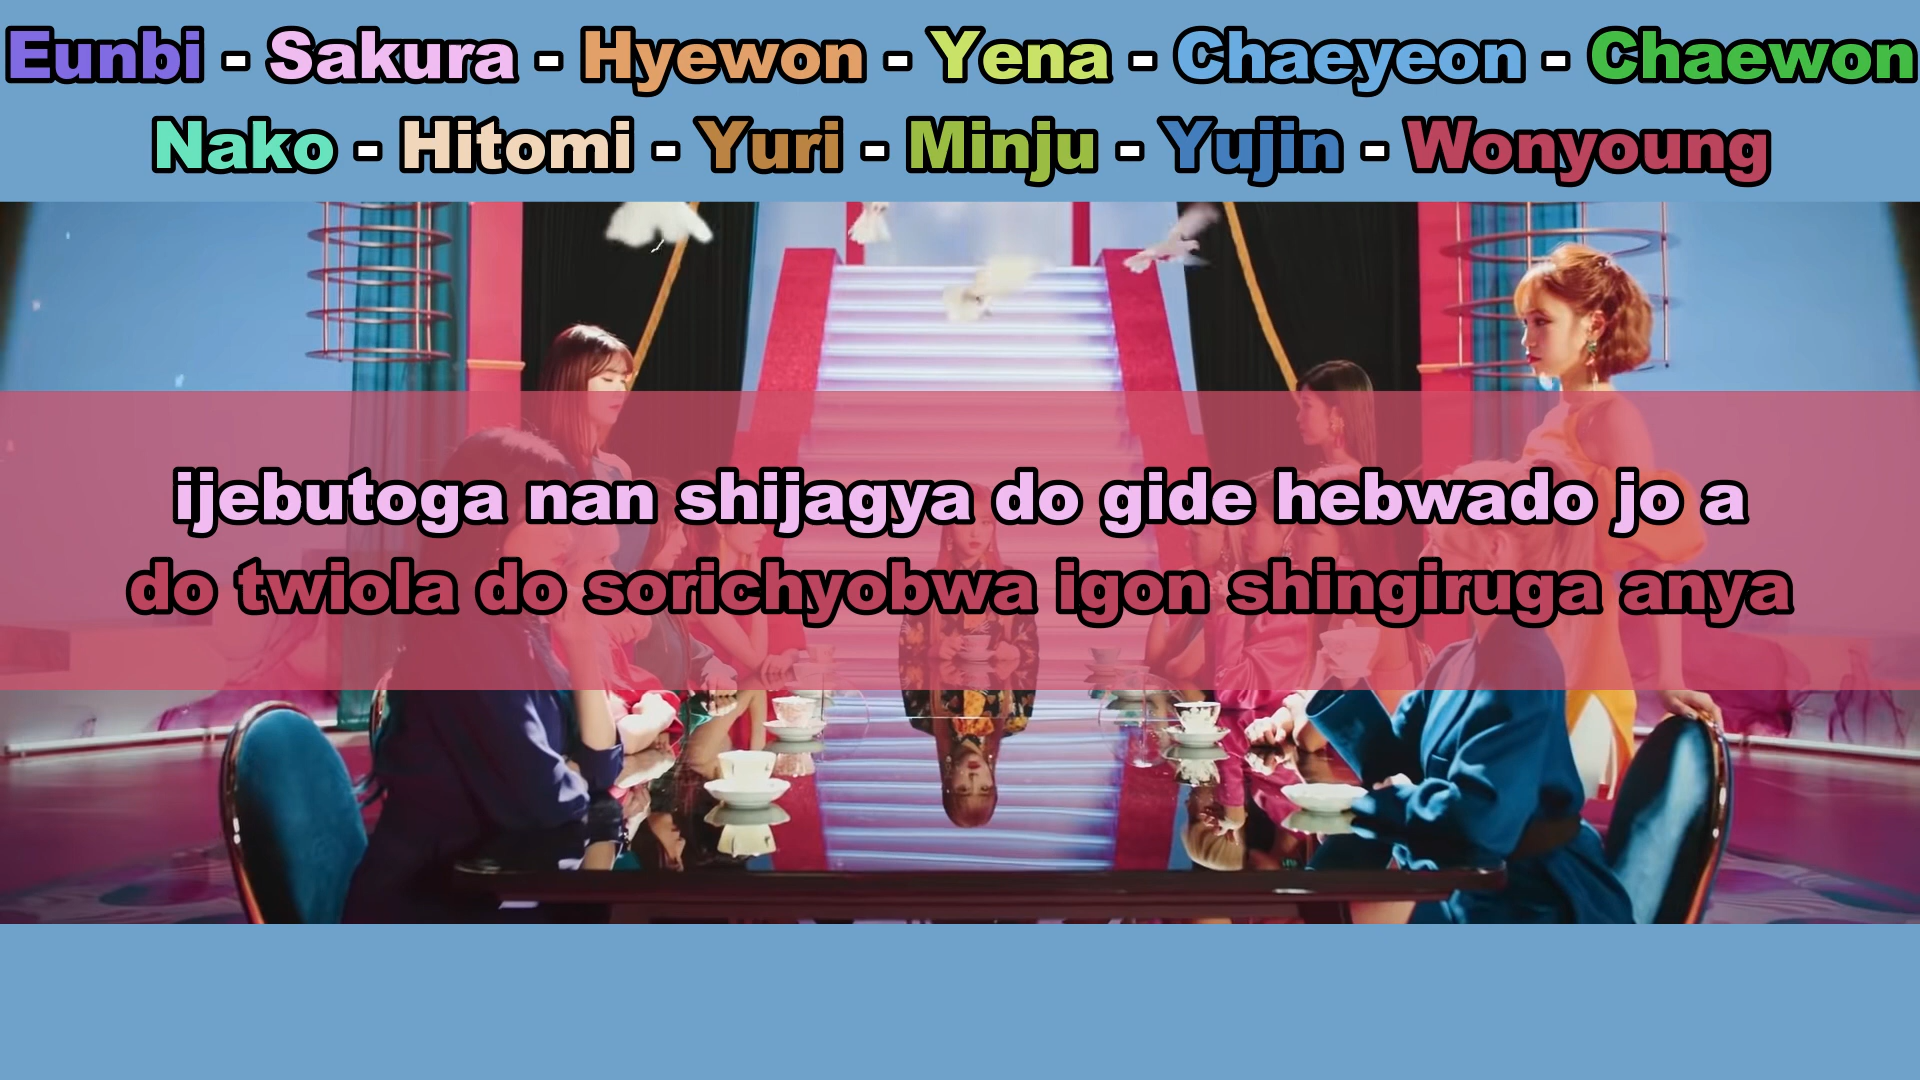 Eunbi - Sakura - Hyewon - Yena - Chaeyeon - Chaewon
Nako - Hitomi - Yuri - Minju - Yujin - Wonyoung
ijebutoga nan shijagya do gide hebwado jo a
do twiola do sorichyobwa igon shingiruga anya